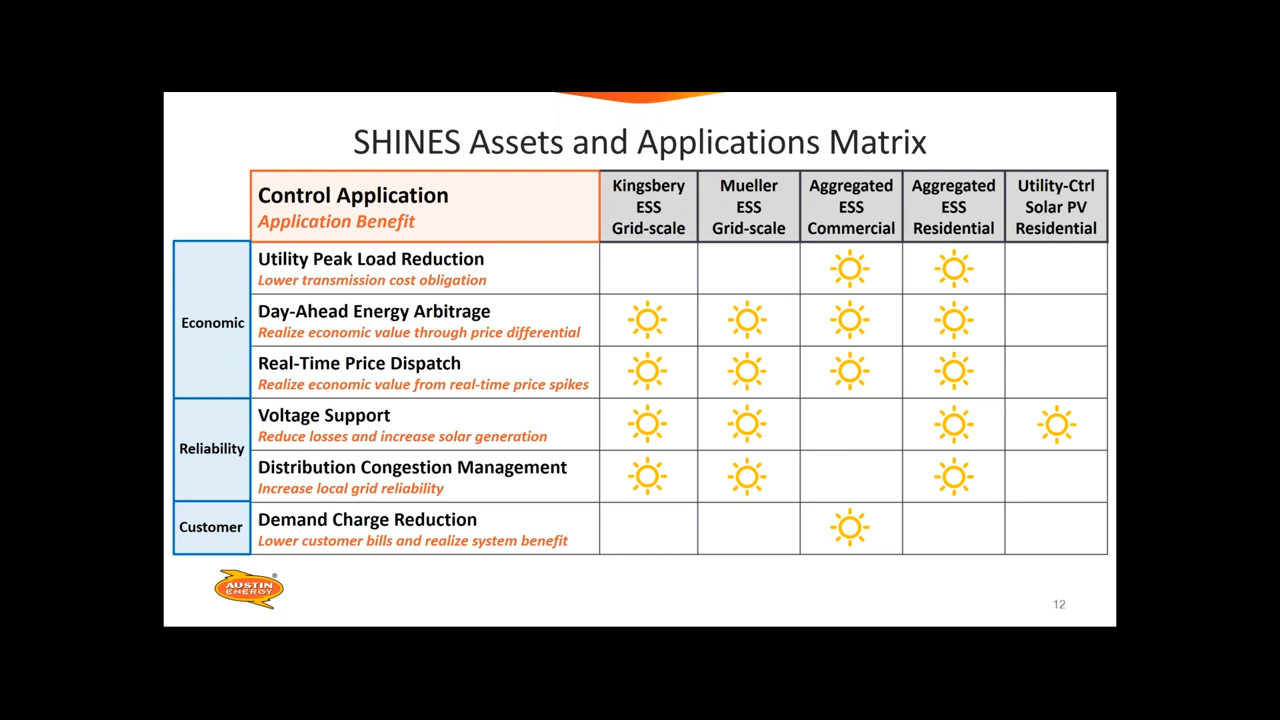 SHINES Assets and Applications Matrix
Control Application
Application Benefit
Kingsbery
ESS
Grid-scale
Mueller
ESS
Grid-scale
Aggregated
ESS
Commercial
Aggregated
ESS
Residential
Utility-Ctrl
Solar PV
Residential
Economic
Utility Peak Load Reduction
Lower transmission cost obligation
Day-Ahead Energy Arbitrage
Realize economic value through price differential
Real-Time Price Dispatch
Realize economic value from real-time price spikes
Reliability
Voltage Support
Reduce losses and increase solar generation
Distribution Congestion Management
Increase local grid reliability
Customer
Demand Charge Reduction
Lower customer bills and realize system benefit
AUSTIN
ENERGY
®
12